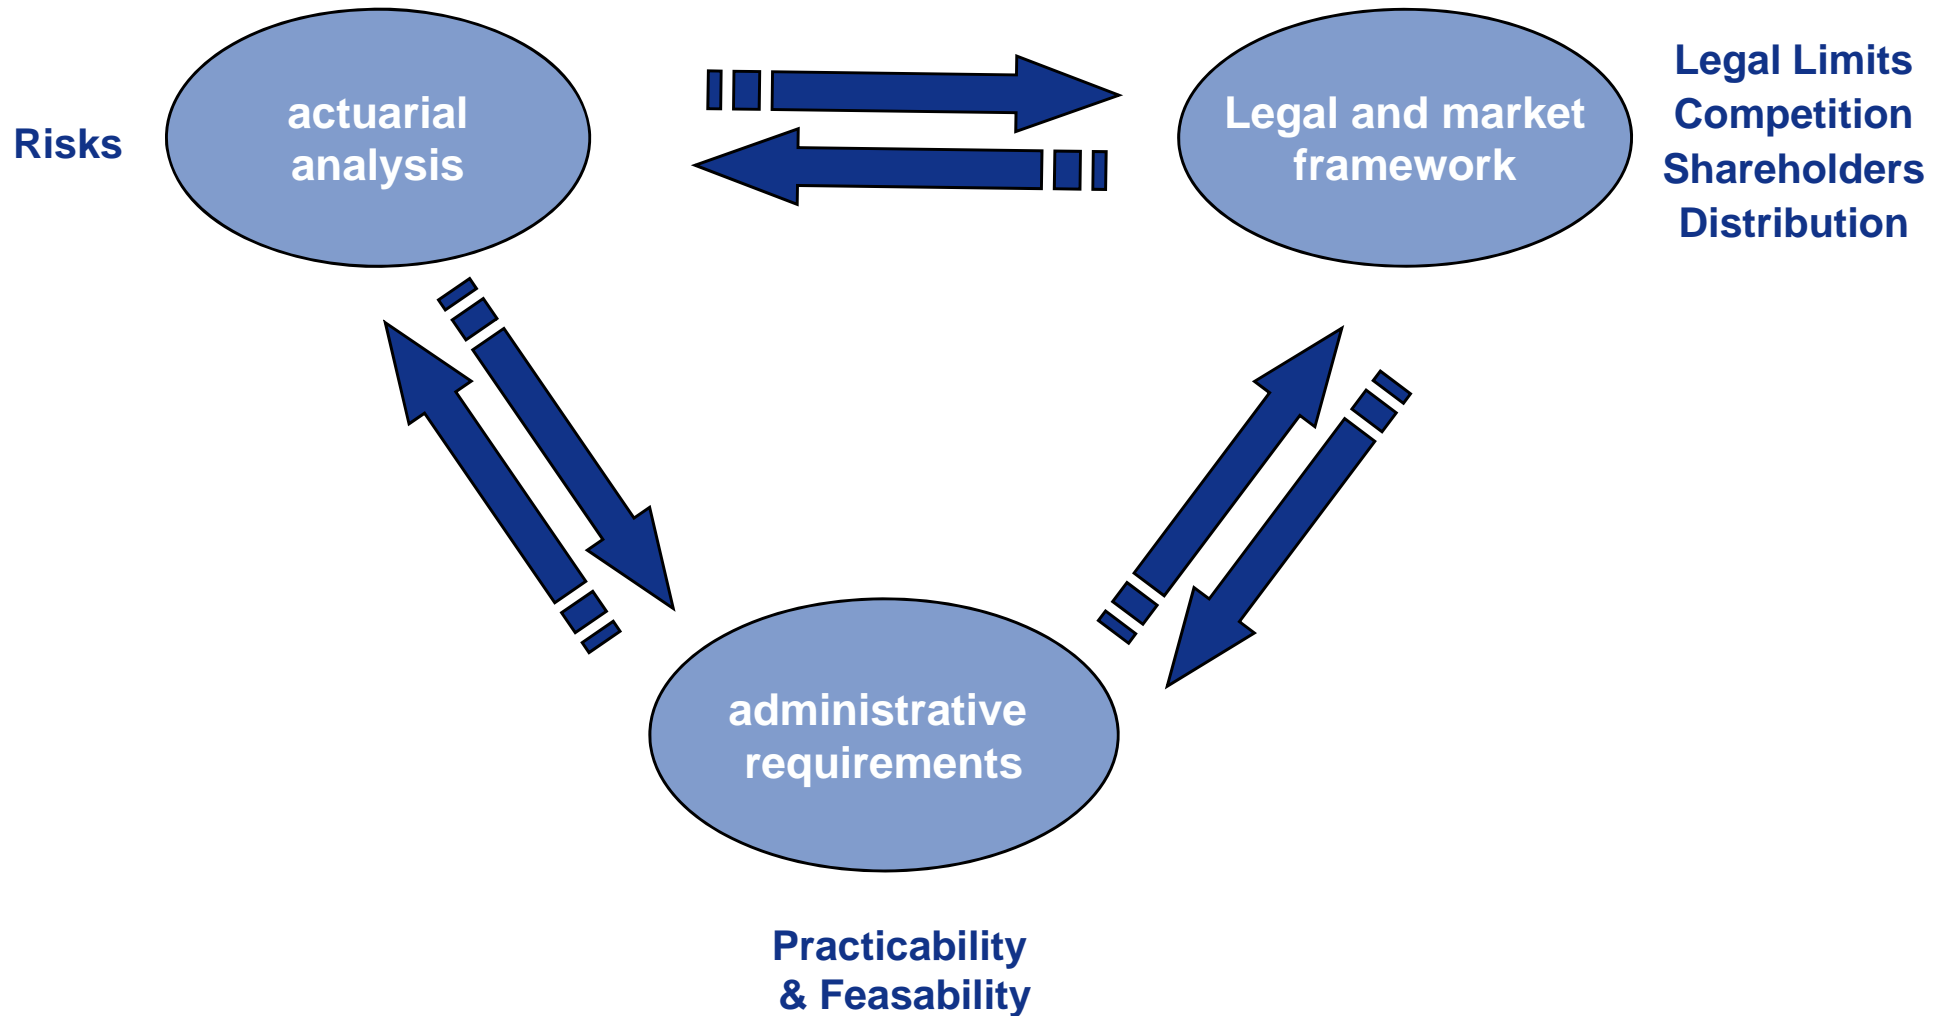 Risks
actuarial
analysis
Legal and market
framework
Legal Limits
Competition
Shareholders
Distribution
administrative
requirements
Practicability
& Feasability